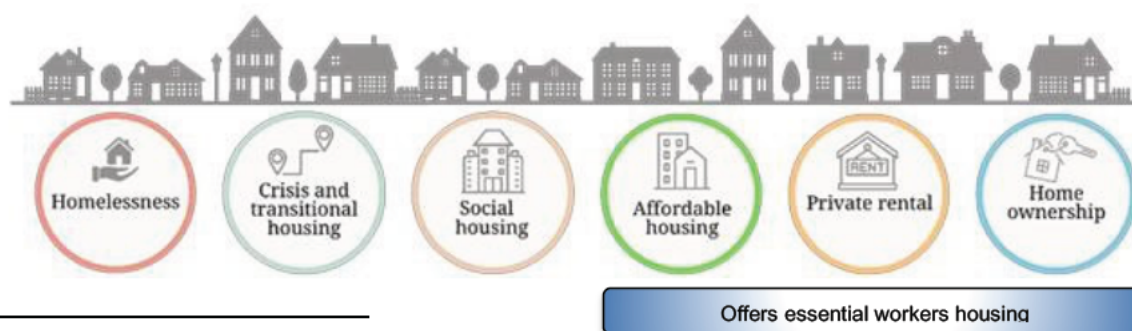 Homelessness
Crisis and
transitional
housing
Social
housing
Affordable
housing
RENT
Private rental
Home
ownership
Offers essential workers housing